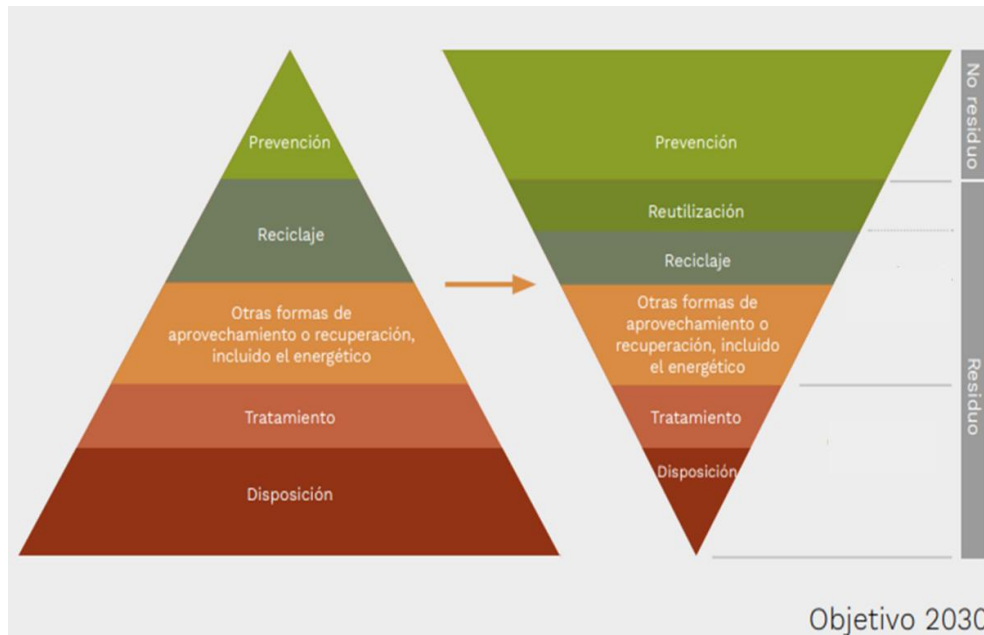 Prevención
Reciclaje
Otras formas de
aprovechamiento o recuperación,
incluido el energético
Tratamiento
Disposición
Prevención
Reutilización
Reciclaje
Otras formas de
aprovechamiento o
recuperación, incluido
el energético
Tratamiento
Disposición
No residuo
Residuo
Objetivo 2030